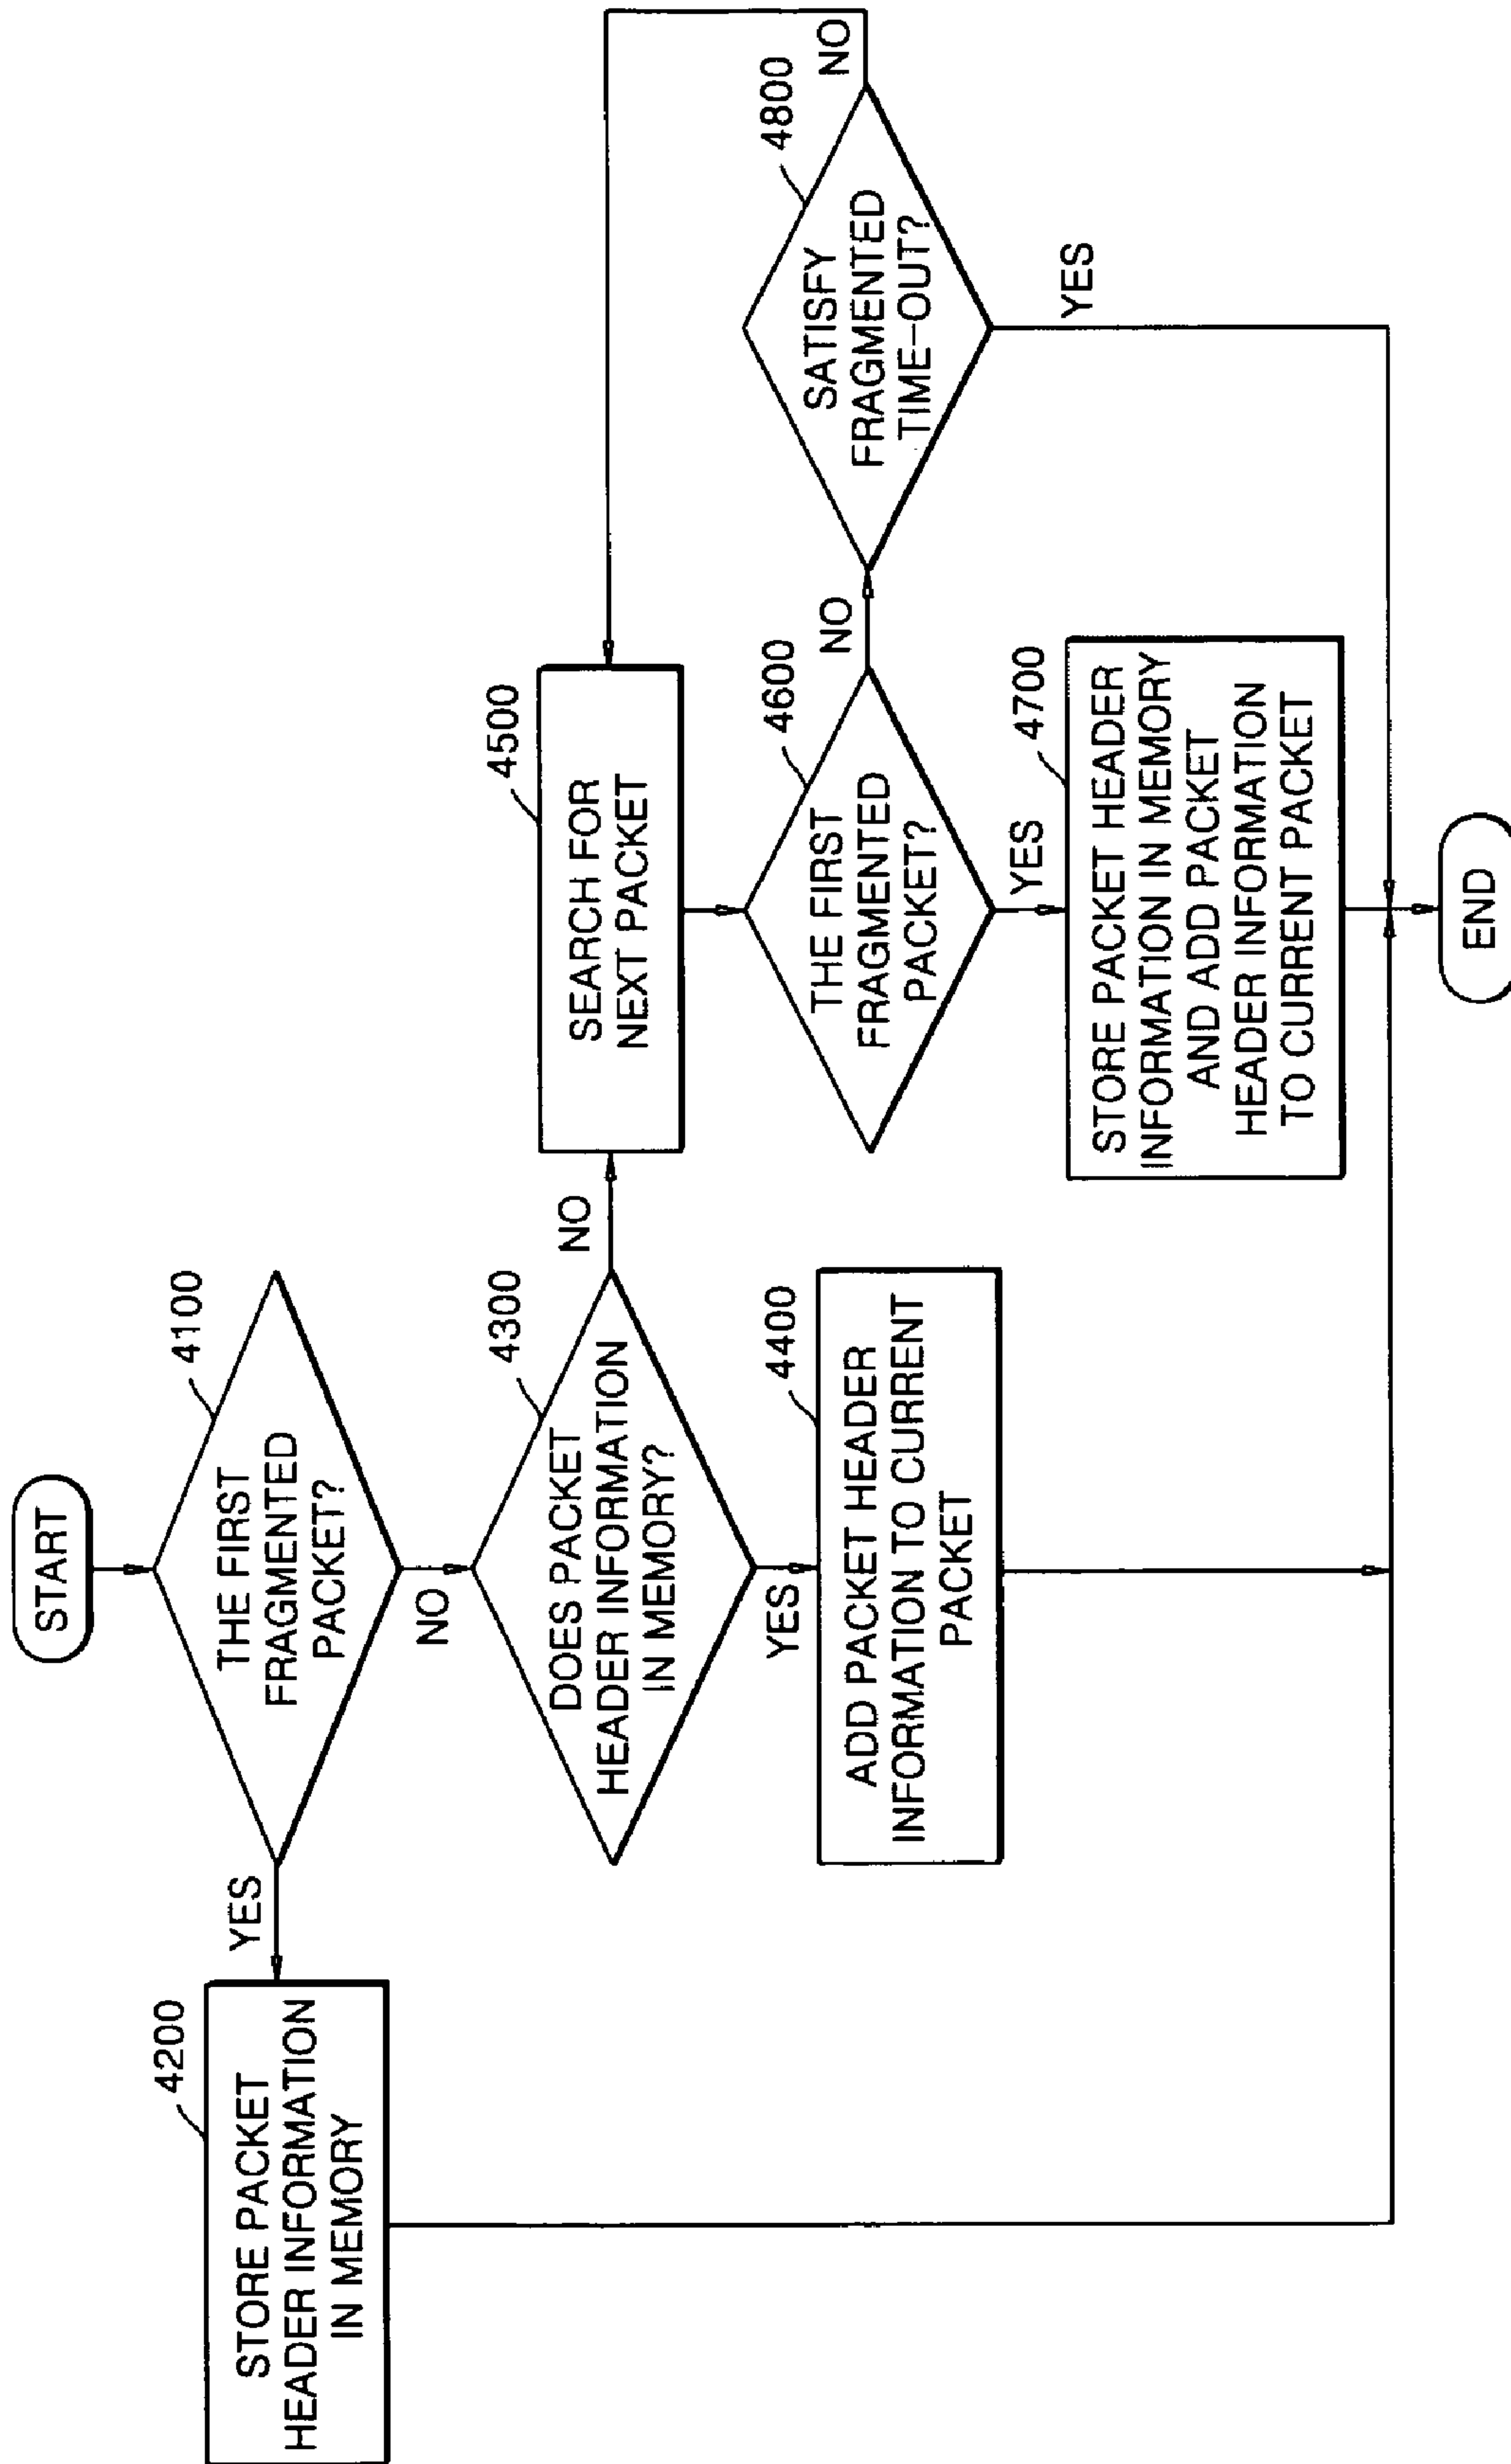 START
4100
THE FIRST
FRAGMENTED
PACKET?
YES
NO
4200
STORE PACKET
HEADER INFORMATION
IN MEMORY
4300
DOES PACKET
HEADER INFORMATION
IN MEMORY?
NO
YES
4400
ADD PACKET HEADER
INFORMATION TO CURRENT
PACKET
4500
SEARCH FOR
NEXT PACKET
4600
THE FIRST
FRAGMENTED
PACKET?
NO
YES
4800
SATISFY
FRAGMENTED
TIME-OUT?
NO
YES
4700
STORE PACKET HEADER
INFORMATION IN MEMORY
AND ADD PACKET
HEADER INFORMATION
TO CURRENT PACKET
END